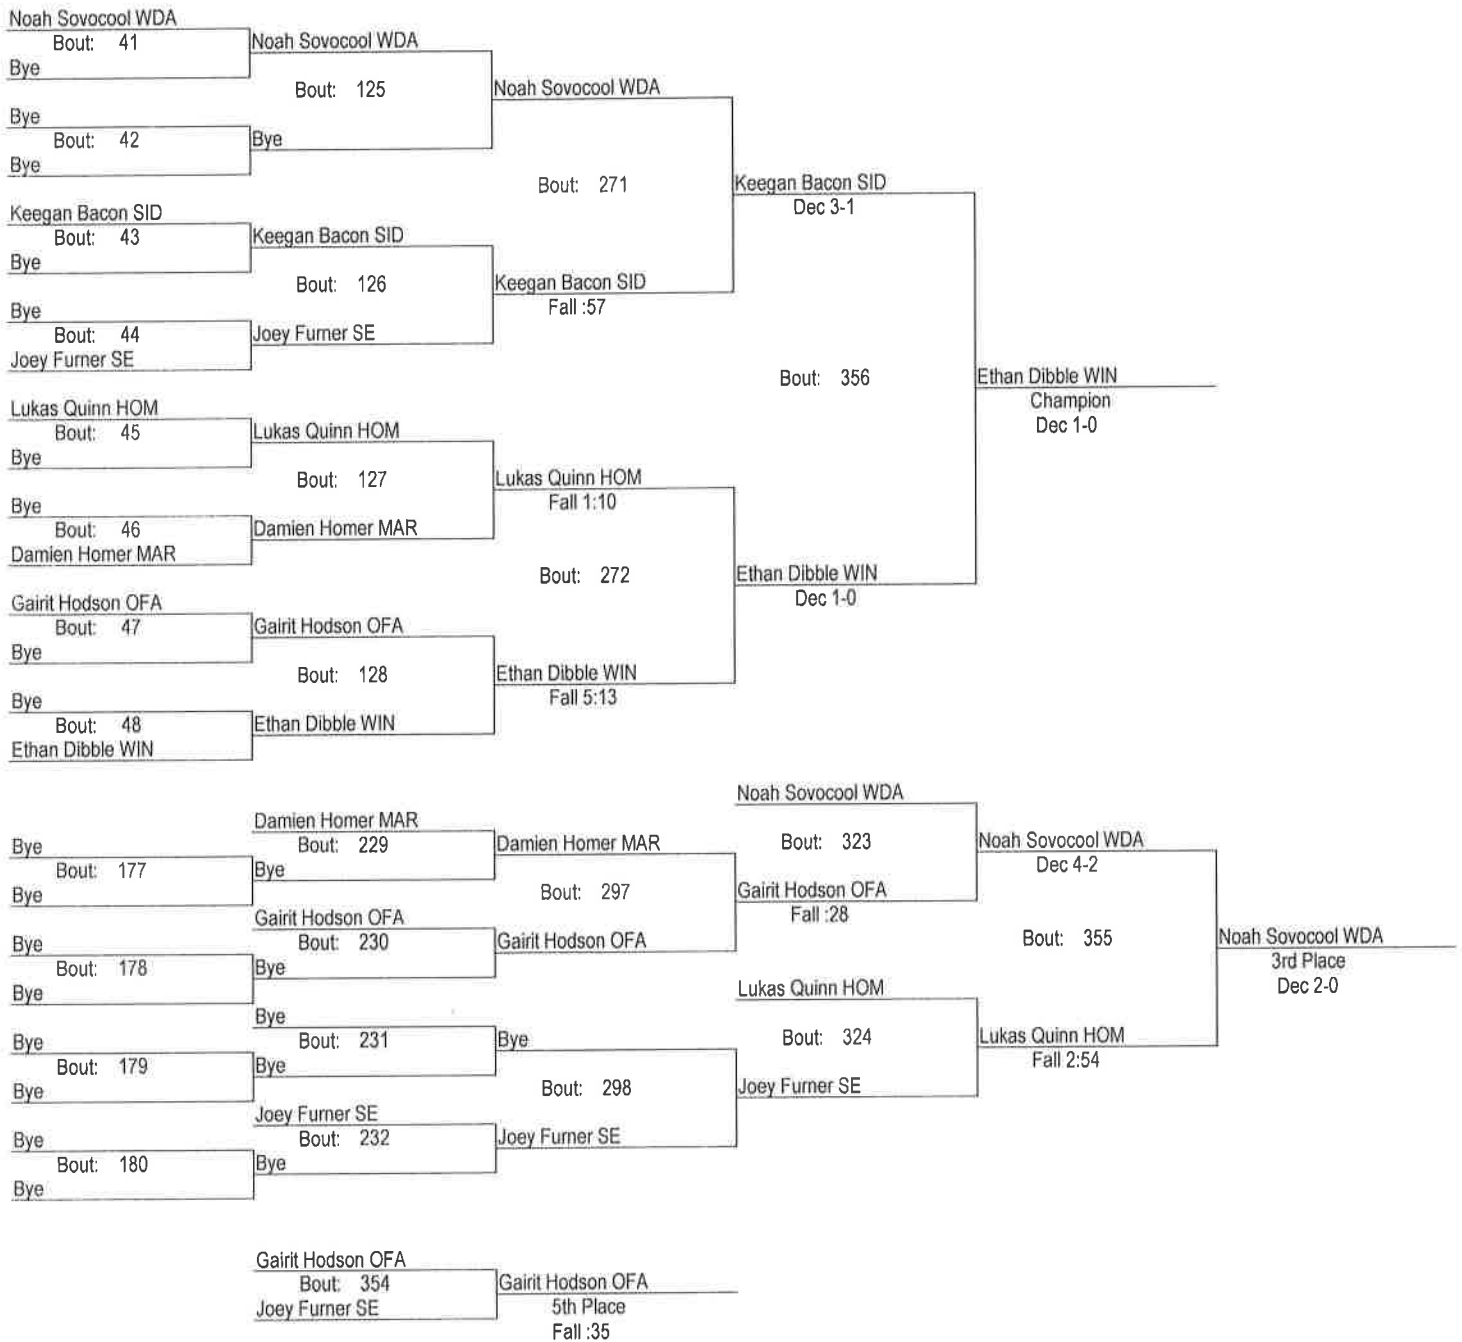 Noah Sovocool WDA
Bout: 41
Bye
Noah Sovocool WDA
Bout: 125
Bye
Bout: 42
Bye
Bye
Noah Sovocool WDA
Bout: 271
Keegan Bacon SID
Bout: 43
Bye
Keegan Bacon SID
Bout: 126
Bye
Bout: 44
Joey Furner SE
Joey Furner SE
Keegan Bacon SID
Fall :57
Keegan Bacon SID
Dec 3-1
Bout: 356
Lukas Quinn HOM
Bout: 45
Bye
Lukas Quinn HOM
Bout: 127
Bye
Bout: 46
Damien Homer MAR
Damien Homer MAR
Lukas Quinn HOM
Fall 1:10
Bout: 272
Gairit Hodson OFA
Bout: 47
Bye
Gairit Hodson OFA
Bout: 128
Bye
Bout: 48
Ethan Dibble WIN
Ethan Dibble WIN
Ethan Dibble WIN
Fall 5:13
Ethan Dibble WIN
Dec 1-0
Ethan Dibble WIN
Champion
Dec 1-0
Bye
Bout: 177
Bye
Damien Homer MAR
Bout: 229
Bye
Damien Homer MAR
Bout: 297
Bye
Bout: 178
Bye
Gairit Hodson OFA
Bout: 230
Bye
Gairit Hodson OFA
Noah Sovocool WDA
Bout: 323
Gairit Hodson OFA
Fall :28
Noah Sovocool WDA
Dec 4-2
Bout: 355
Bye
Bout: 179
Bye
Bye
Bout: 231
Bye
Bye
Bout: 298
Bye
Bout: 180
Bye
Joey Furner SE
Bout: 232
Bye
Joey Furner SE
Lukas Quinn HOM
Bout: 324
Joey Furner SE
Lukas Quinn HOM
Fall 2:54
Noah Sovocool WDA
3rd Place
Dec 2-0
Gairit Hodson OFA
Bout: 354
Joey Furner SE
Gairit Hodson OFA
5th Place
Fall :35